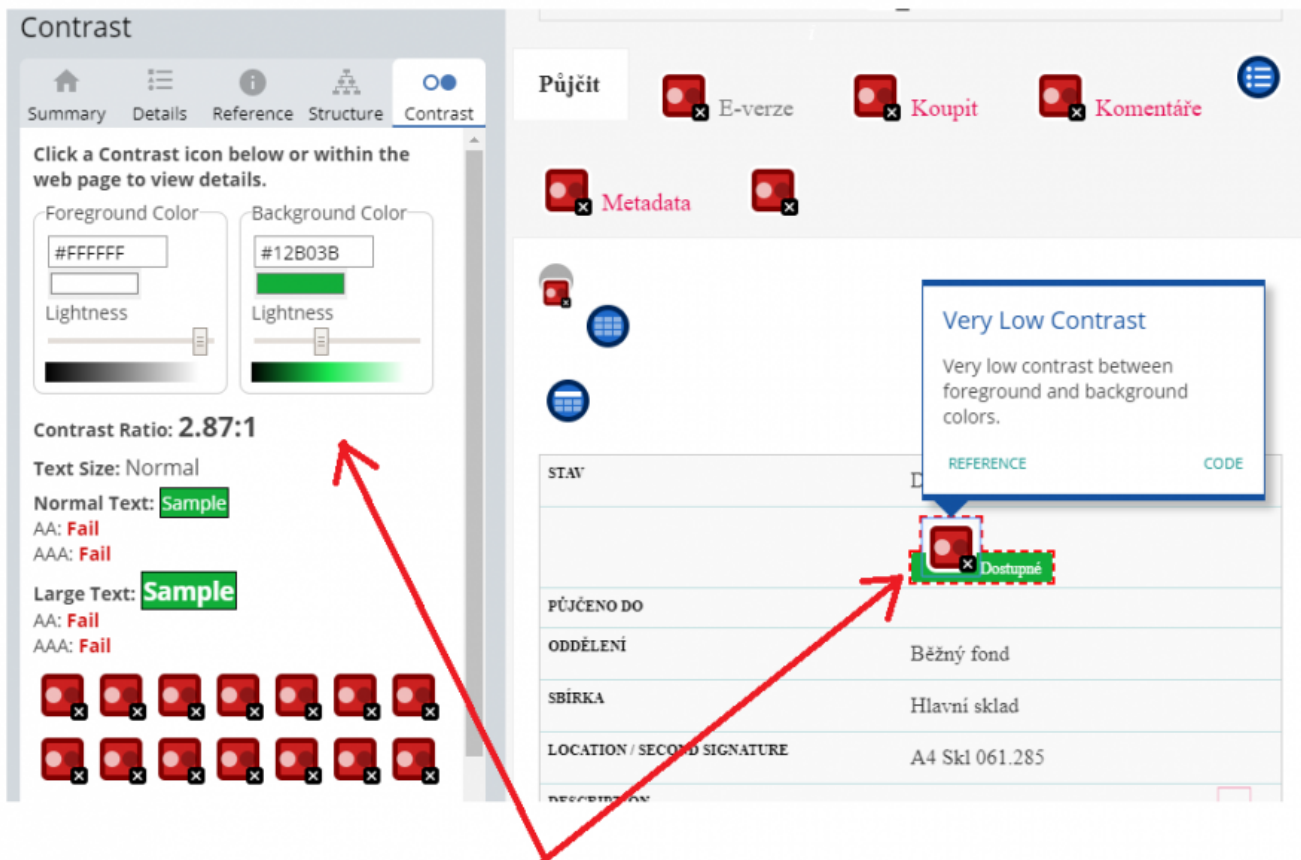 Contrast
Summary Details Reference Structure Contrast
Click a Contrast icon below or within the
web page to view details.
Foreground Color
Background Color
#FFFFFF
#12B03B
Lightness
Lightness
Contrast Ratio: 2.87:1
Text Size: Normal
Normal Text: Sample
AA: Fail
AAA: Fail
Large Text: Sample
AA: Fail
AAA: Fail
Půjčit
E-verze
Koupit
Komentáře
Metadata
Very Low Contrast
Very low contrast between
foreground and background
colors.
REFERENCE CODE
STAV
Dostupné
PŮJČENO DO
ODDĚLENÍ Běžný fond
SBÍRKA Hlavní sklad
LOCATION / SECOND SIGNATURE A4 Skl 061.285
DESCRIPTION